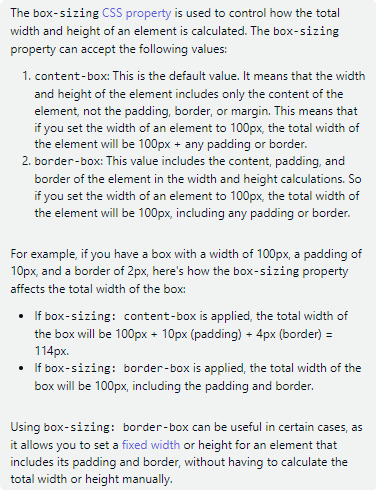 The box-sizing CSS property is used to control how the total
width and height of an element is calculated. The box-sizing
property can accept the following values:
1. content-box: This is the default value. It means that the width
and height of the element includes only the content of the
element, not the padding, border, or margin. This means that
if you set the width of an element to 100px, the total width of
the element will be 100px + any padding or border.
2. border-box: This value includes the content, padding, and
border of the element in the width and height calculations. So
if you set the width of an element to 100px, the total width of
the element will be 100px, including any padding or border.
For example, if you have a box with a width of 100px, a padding of
10px, and a border of 2px, here's how the box-sizing property
affects the total width of the box:
• If box-sizing: content-box is applied, the total width of
the box will be 100px + 10px (padding) + 4px (border) =
114px.
• If box-sizing: border-box is applied, the total width of the
box will be 100px, including the padding and border.
Using box-sizing: border-box can be useful in certain cases, as
it allows you to set a fixed width or height for an element that
includes its padding and border, without having to calculate the
total width or height manually.